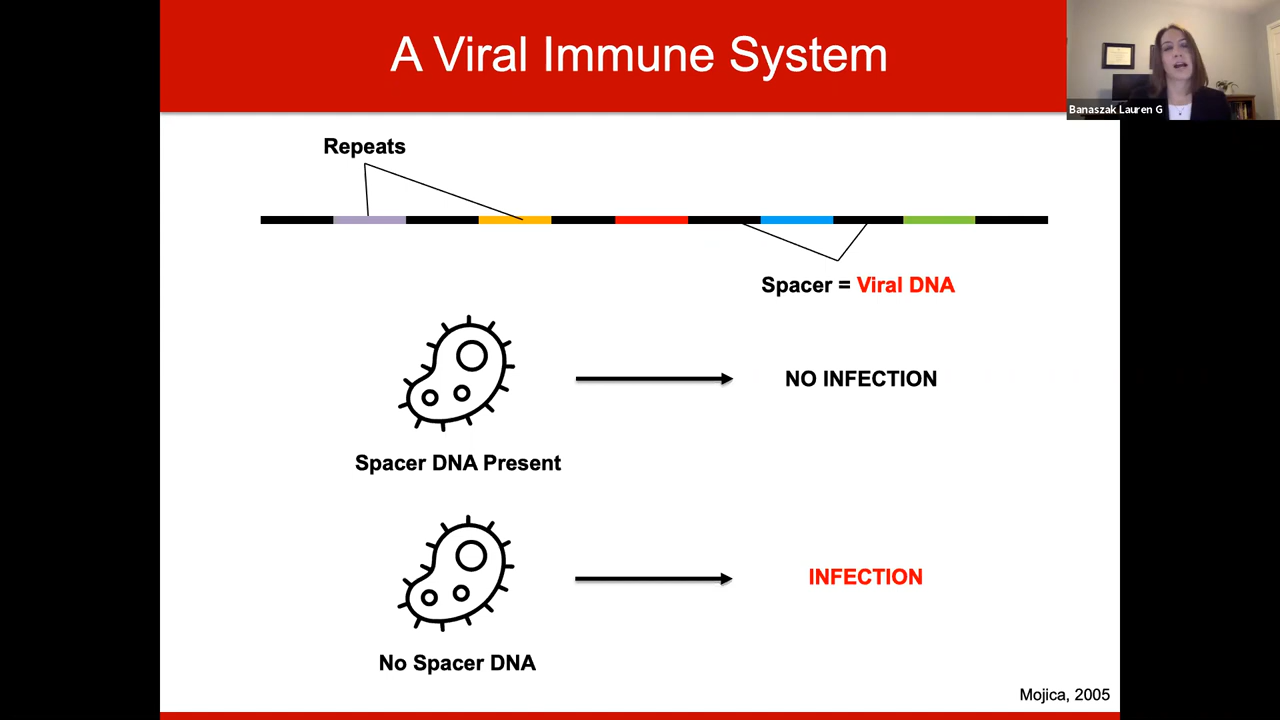 A Viral Immune System
Banaszak Lauren G
Repeats
Spacer = Viral DNA
NO INFECTION
Spacer DNA Present
INFECTION
No Spacer DNA
Mojica, 2005